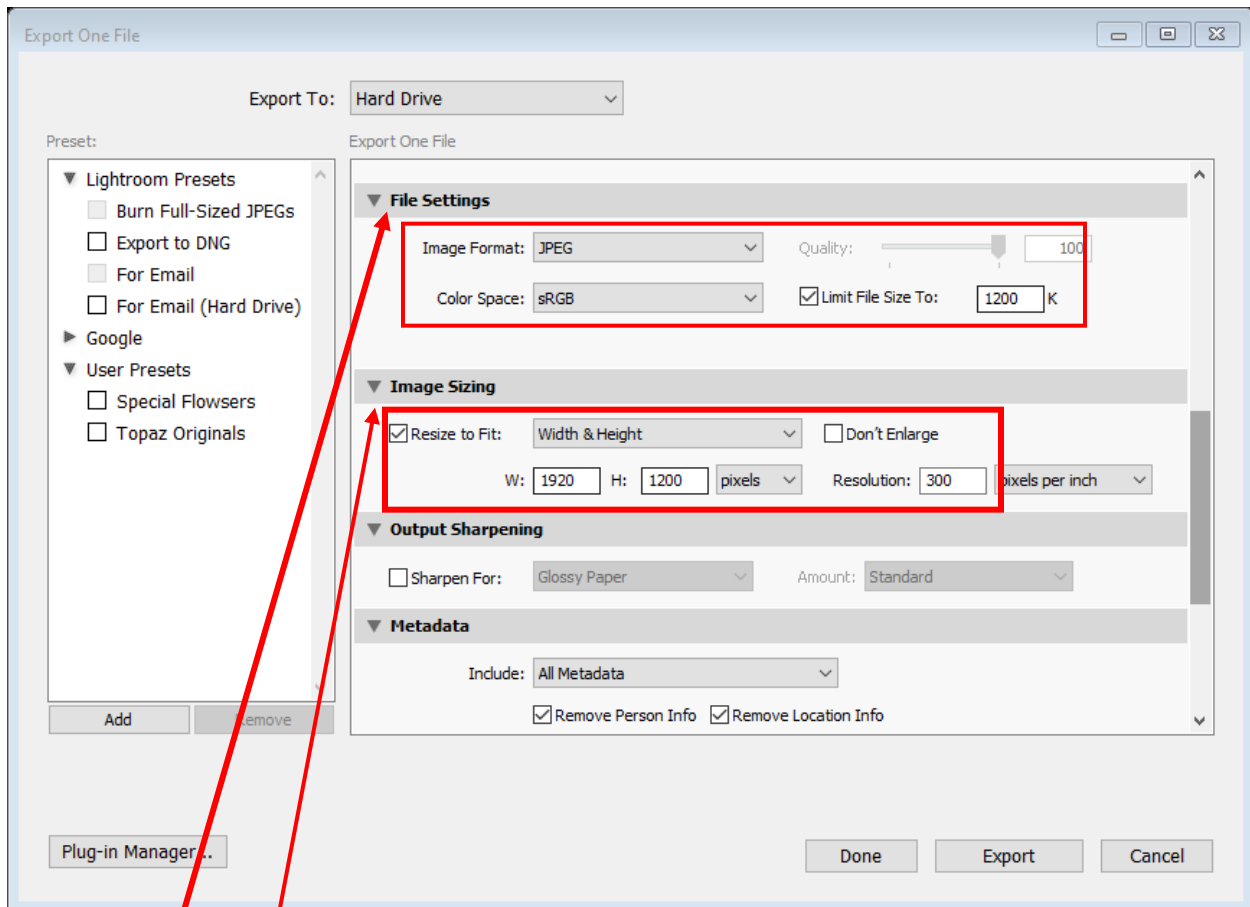 Export One File
Export To: Hard Drive
Preset:
Export One File
Lightroom Presets
Burn Full-Sized JPEGs
Export to DNG
For Email
For Email (Hard Drive)
Google
User Presets
Special Flowsers
Topaz Originals
Add Remove
File Settings
Image Format: JPEG Quality: 100
Color Space: sRGB Limit File Size To: 1200 K
Image Sizing
Resize to Fit: Width & Height Don't Enlarge
W: 1920 H: 1200 pixels Resolution: 300 pixels per inch
Output Sharpening
Sharpen For: Glossy Paper Amount: Standard
Metadata
Include: All Metadata
Remove Person Info Remove Location Info
Plug-in Manager... Done Export Cancel